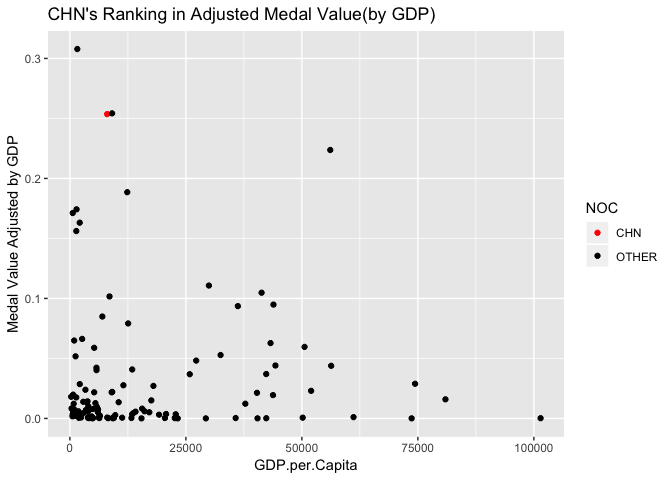 CHN's Ranking in Adjusted Medal Value(by GDP)
Medal Value Adjusted by GDP
0.3
0.2
0.1
0.0
0
25000
50000
75000
100000
GDP.per.Capita
NOC
CHN
OTHER